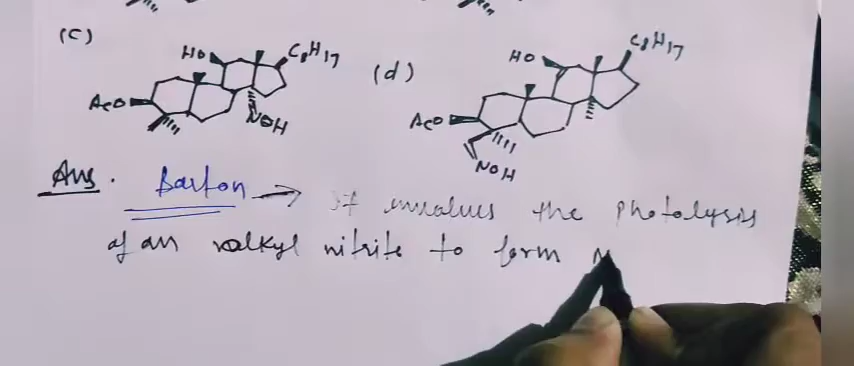 (C)
HO
C8H17
AcO
NOH
(d)
HO
C8H17
AcO
NOH
Ans. Barton → It involves the Photolysis
of an alkyl nitrite to form